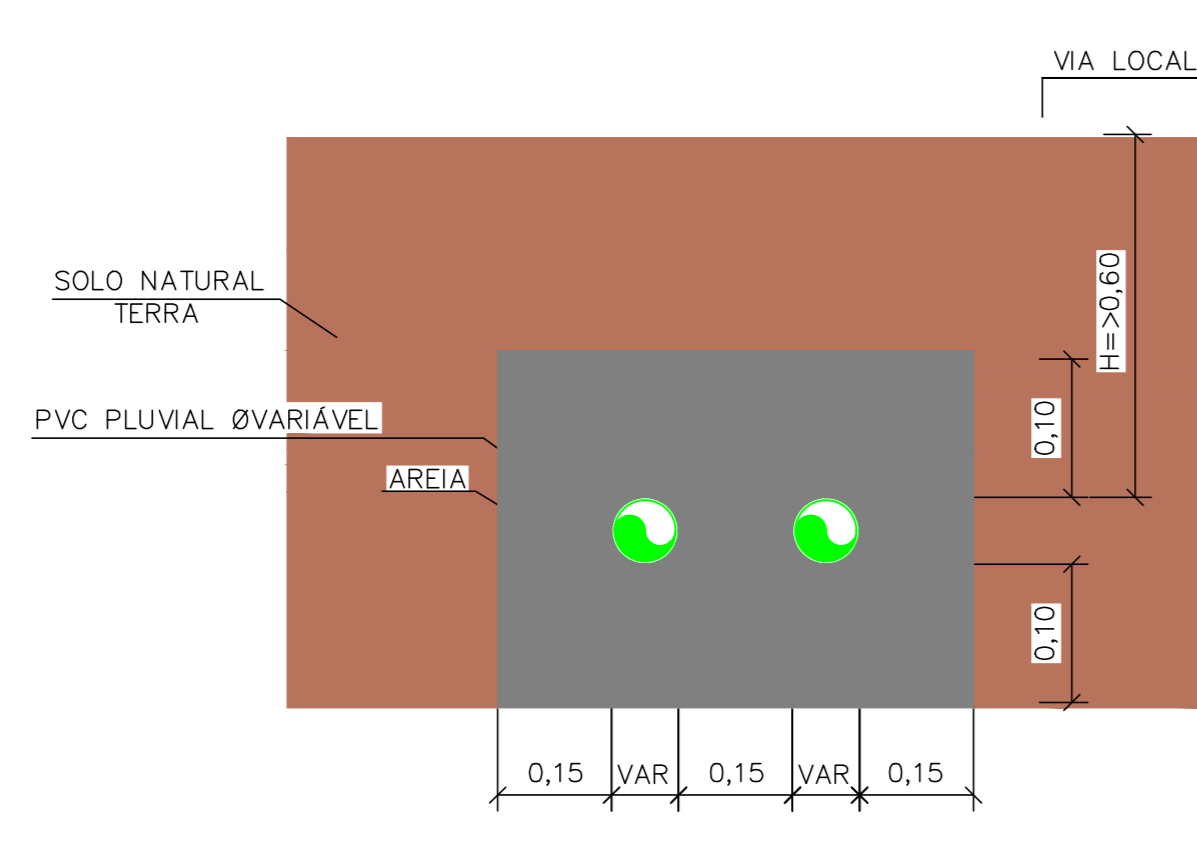 VIA LOCAL
SOLO NATURAL
TERRA
H=>0,60
PVC PLUVIAL ØVARIÁVEL
0,10
AREIA
0,10
0,15
VAR
0,15
VAR
0,15